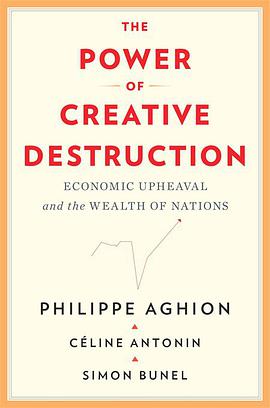 THE
POWER
OF
CREATIVE
DESTRUCTION
ECONOMIC UPHEAVAL
and the WEALTH OF NATIONS
PHILIPPE AGHION
CÉLINE ANTONIN
SIMON BUNEL